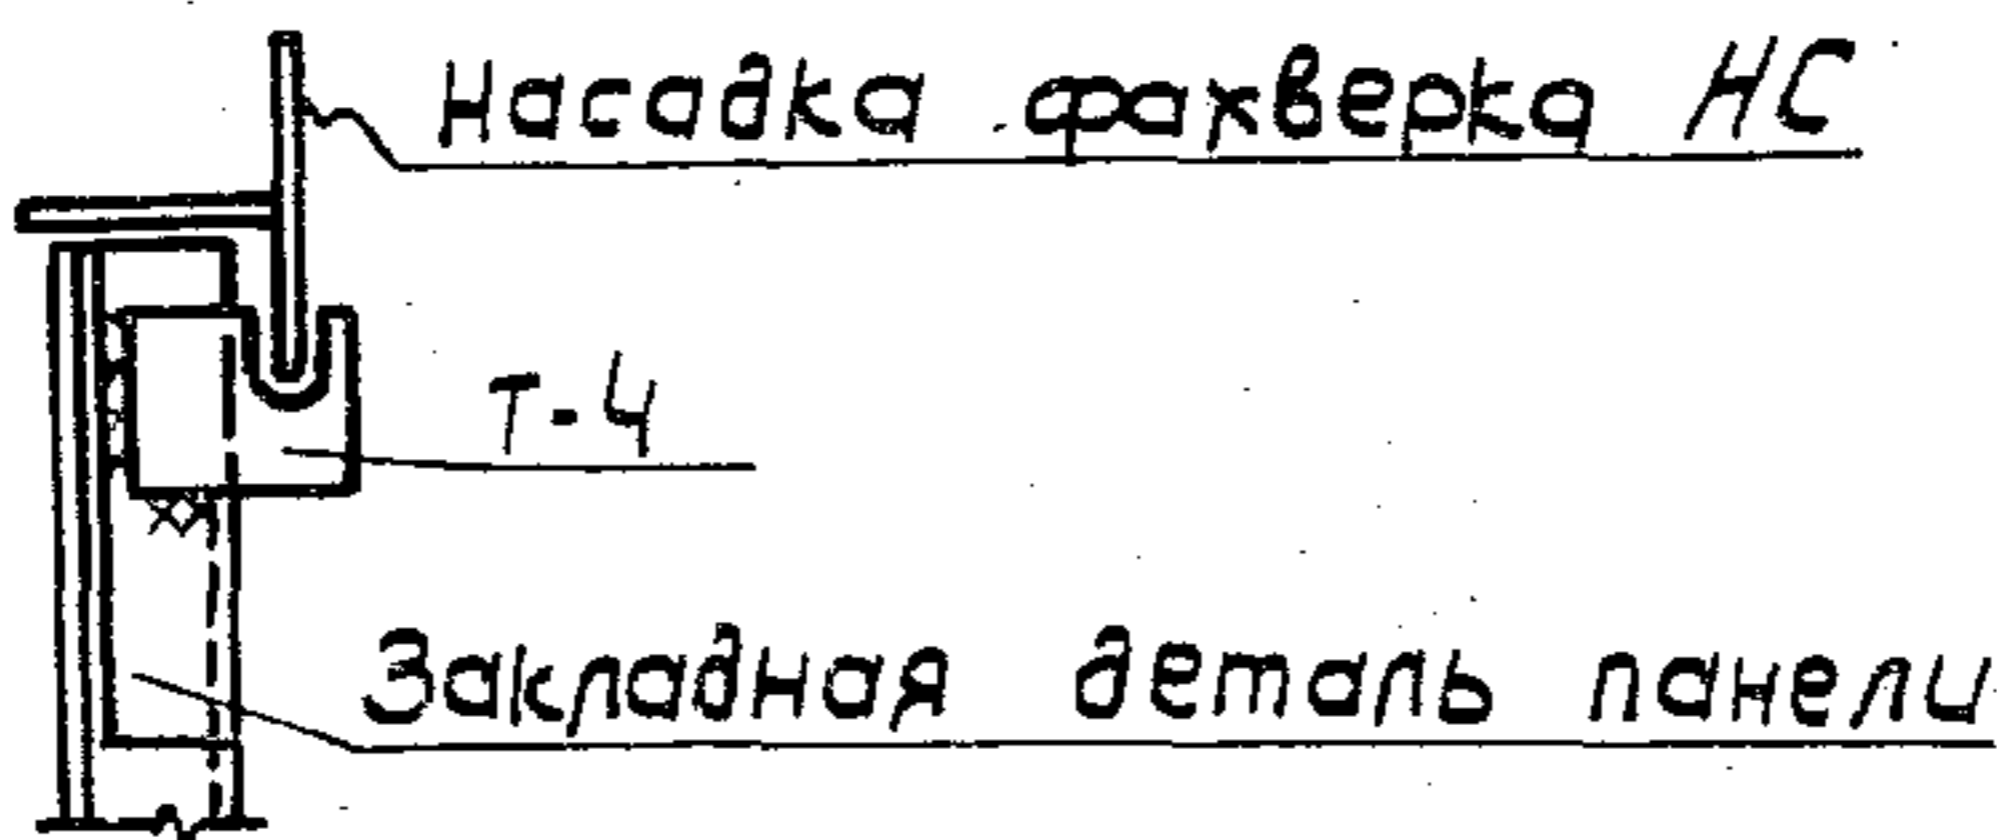 Насадка фахверка НС
Т-4
Закладная деталь панели